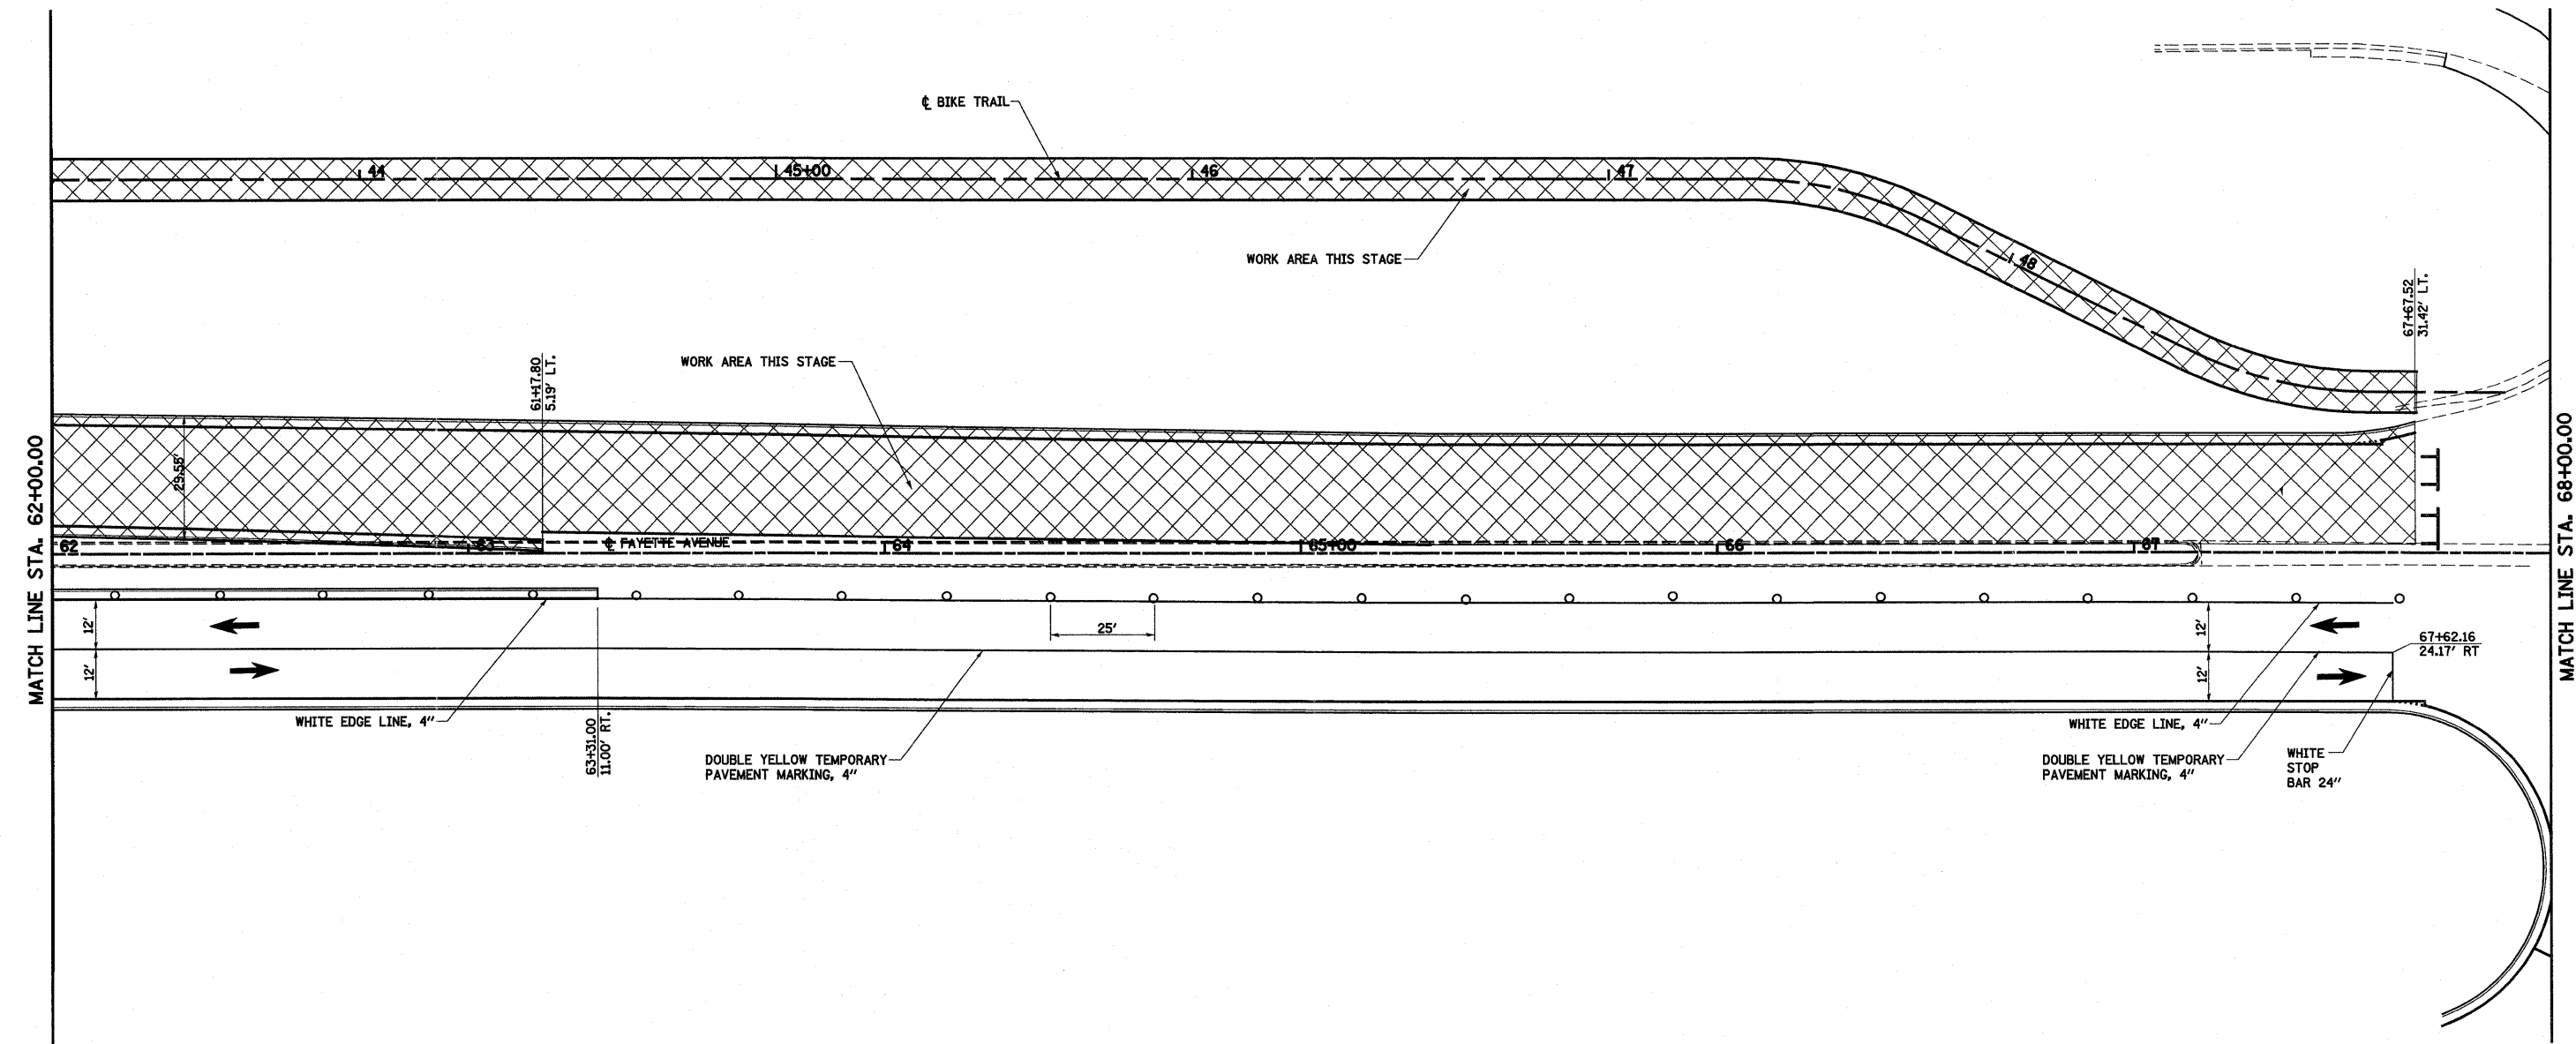 ℄ BIKE TRAIL
44
45+00
46
47
48
WORK AREA THIS STAGE
67+67.52
31.42' LT.
61+17.80
5.19' LT.
WORK AREA THIS STAGE
29.55'
MATCH LINE STA. 62+00.00
MATCH LINE STA. 68+00.00
62
63
℄ FAYETTE AVENUE
64
65+00
66
67
12'
12'
25'
12'
12'
67+62.16
24.17' RT
WHITE EDGE LINE, 4"
63+31.00
11.00' RT.
DOUBLE YELLOW TEMPORARY
PAVEMENT MARKING, 4"
WHITE EDGE LINE, 4"
DOUBLE YELLOW TEMPORARY
PAVEMENT MARKING, 4"
WHITE
STOP
BAR 24"